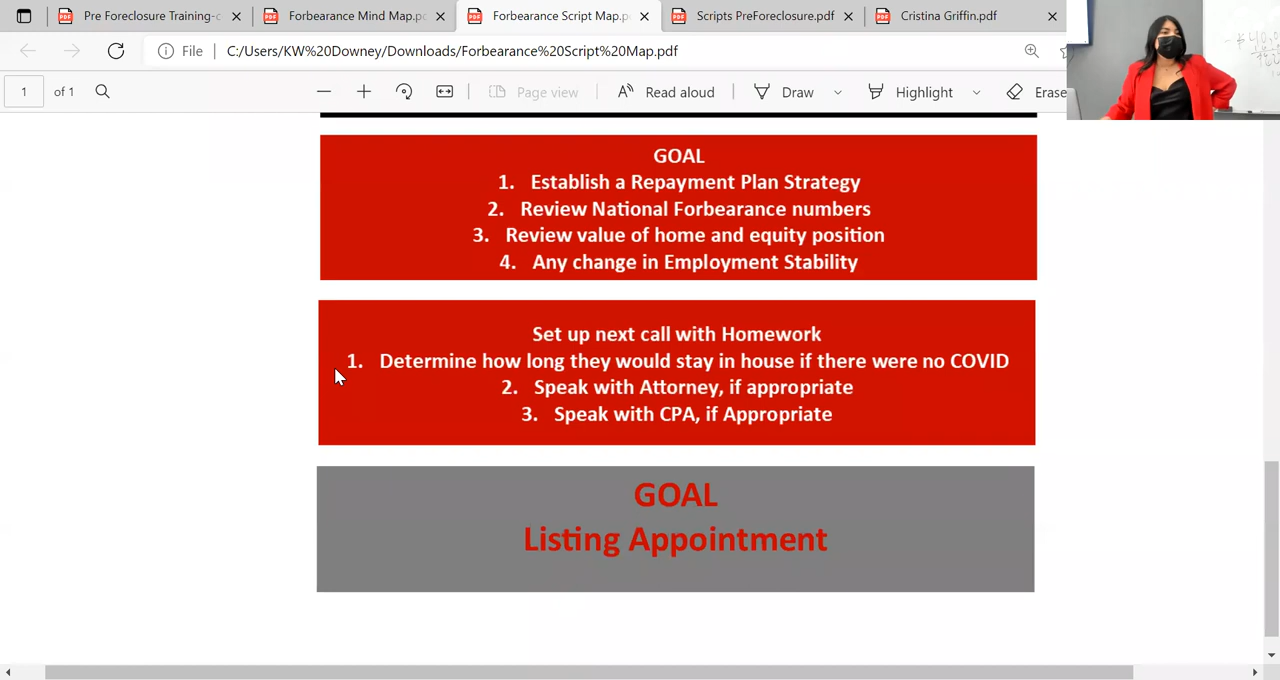 Pre Foreclosure Training-c
Forbearance Mind Map.pc
Forbearance Script Map.p
Scripts PreForeclosure.pdf
Cristina Griffin.pdf
File
C:/Users/KW%20Downey/Downloads/Forbearance%20Script%20Map.pdf
1 of 1
Page view
Read aloud
Draw
Highlight
Erase
GOAL
1. Establish a Repayment Plan Strategy
2. Review National Forbearance numbers
3. Review value of home and equity position
4. Any change in Employment Stability
Set up next call with Homework
1. Determine how long they would stay in house if there were no COVID
2. Speak with Attorney, if appropriate
3. Speak with CPA, if Appropriate
GOAL
Listing Appointment